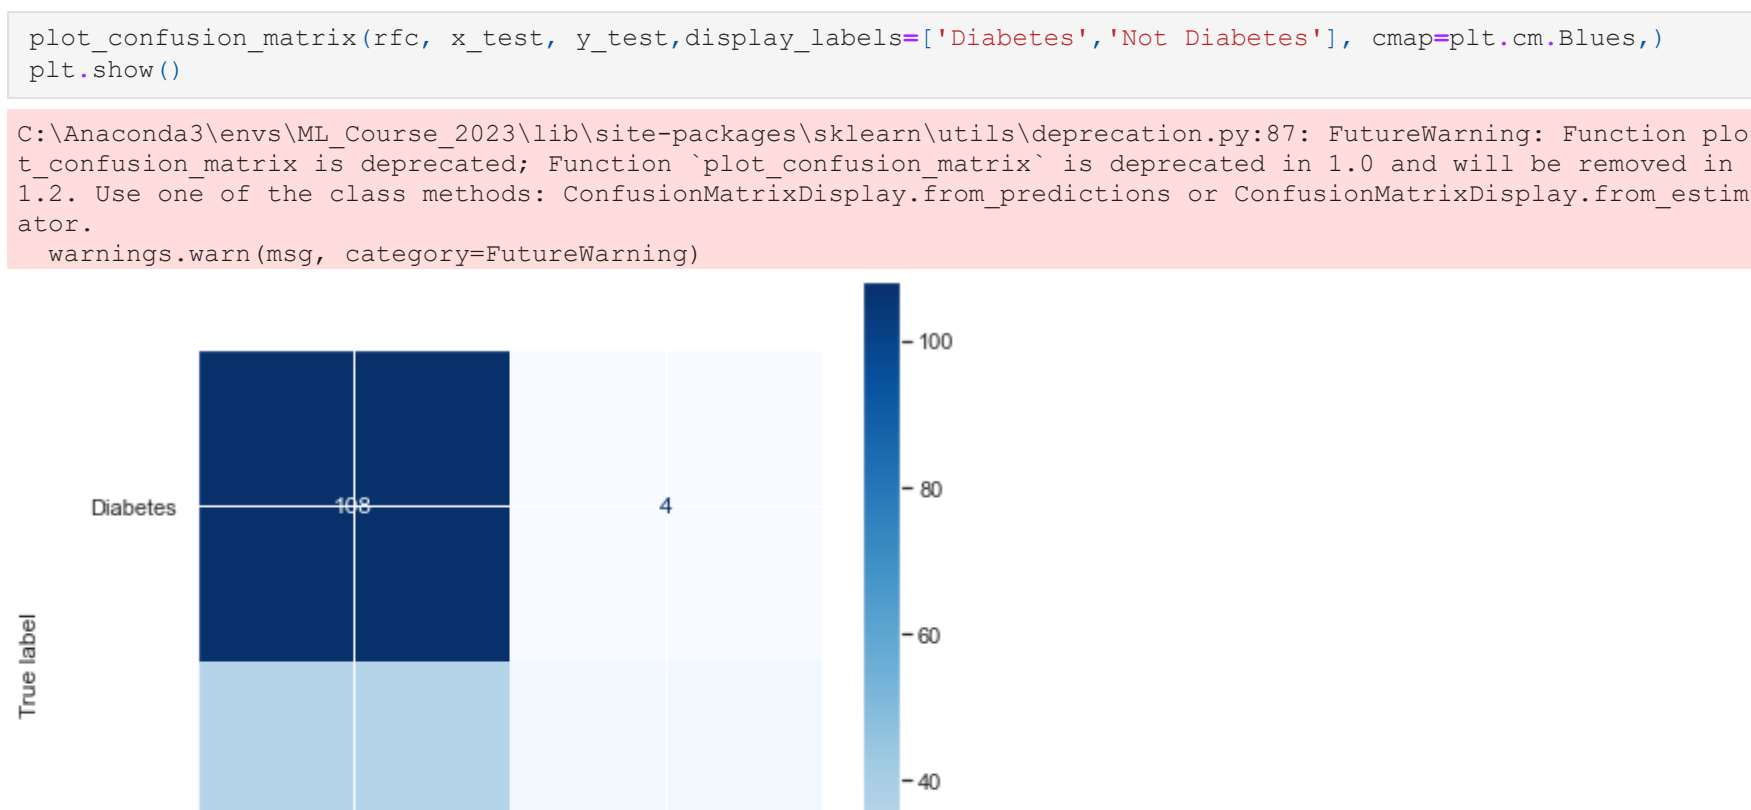 plot_confusion_matrix(rfc, x_test, y_test,display_labels=['Diabetes','Not Diabetes'], cmap=plt.cm.Blues,)
plt.show()
C:\Anaconda3\envs\ML_Course_2023\lib\site-packages\sklearn\utils\deprecation.py:87: FutureWarning: Function plo
t_confusion_matrix is deprecated; Function `plot_confusion_matrix` is deprecated in 1.0 and will be removed in
1.2. Use one of the class methods: ConfusionMatrixDisplay.from_predictions or ConfusionMatrixDisplay.from_estim
ator.
  warnings.warn(msg, category=FutureWarning)
100
80
60
40
Diabetes
108
4
True label